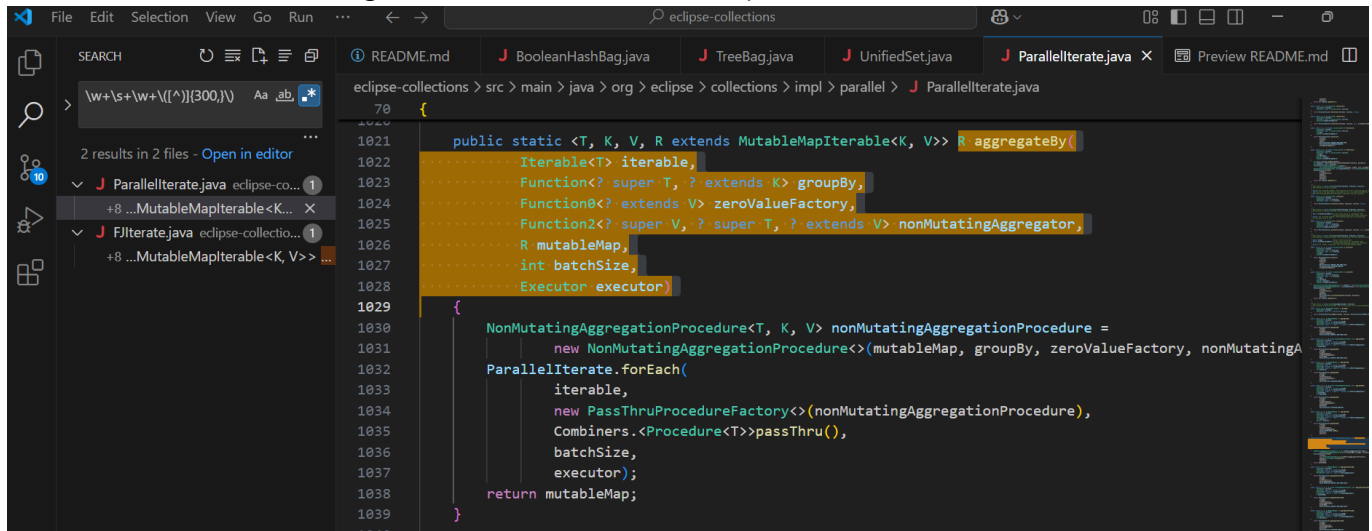 File Edit Selection View Go Run ··· ← → eclipse-collections
SEARCH
\w+\s+\w+\([^)]{300,}\) Aa ab .*
···
2 results in 2 files - Open in editor
J ParallelIterate.java eclipse-co... 1
+8 ...MutableMapIterable<K... ×
J FJIterate.java eclipse-collectio... 1
+8 ...MutableMapIterable<K, V>> ...
10
README.md J BooleanHashBag.java J TreeBag.java J UnifiedSet.java J ParallelIterate.java × Preview README.md
eclipse-collections > src > main > java > org > eclipse > collections > impl > parallel > J ParallelIterate.java
70 {
1021 public static <T, K, V, R extends MutableMapIterable<K, V>> R aggregateBy(
1022 Iterable<T> iterable,
1023 Function<? super T, ? extends K> groupBy,
1024 Function0<? extends V> zeroValueFactory,
1025 Function2<? super V, ? super T, ? extends V> nonMutatingAggregator,
1026 R mutableMap,
1027 int batchSize,
1028 Executor executor)
1029 {
1030 NonMutatingAggregationProcedure<T, K, V> nonMutatingAggregationProcedure =
1031 new NonMutatingAggregationProcedure<>(mutableMap, groupBy, zeroValueFactory, nonMutatingA
1032 ParallelIterate.forEach(
1033 iterable,
1034 new PassThruProcedureFactory<>(nonMutatingAggregationProcedure),
1035 Combiners.<Procedure<T>>passThru(),
1036 batchSize,
1037 executor);
1038 return mutableMap;
1039 }